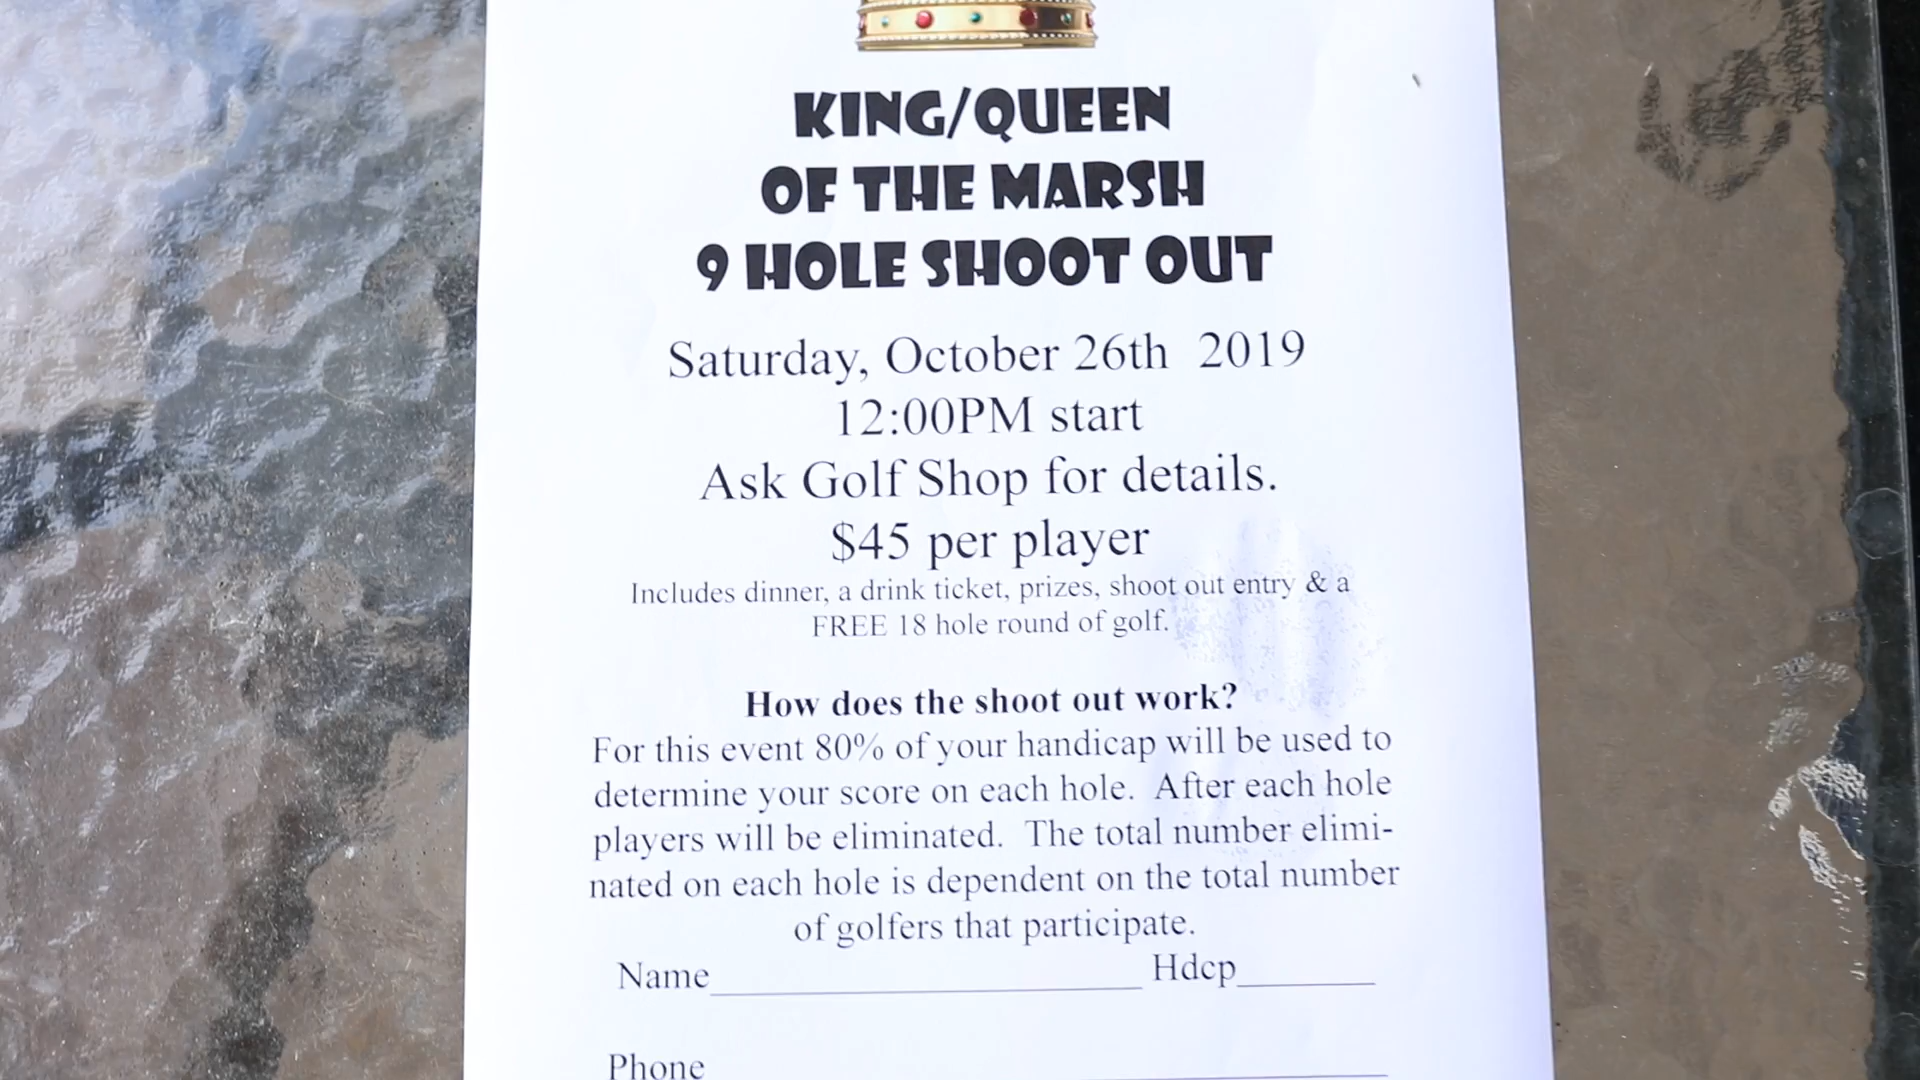 KING/QUEEN
OF THE MARSH
9 HOLE SHOOT OUT
Saturday, October 26th 2019
12:00PM start
Ask Golf Shop for details.
$45 per player
Includes dinner, a drink ticket, prizes, shoot out entry & a
FREE 18 hole round of golf.
How does the shoot out work?
For this event 80% of your handicap will be used to
determine your score on each hole. After each hole
players will be eliminated. The total number elimi-
nated on each hole is dependent on the total number
of golfers that participate.
Name Hdcp
Phone